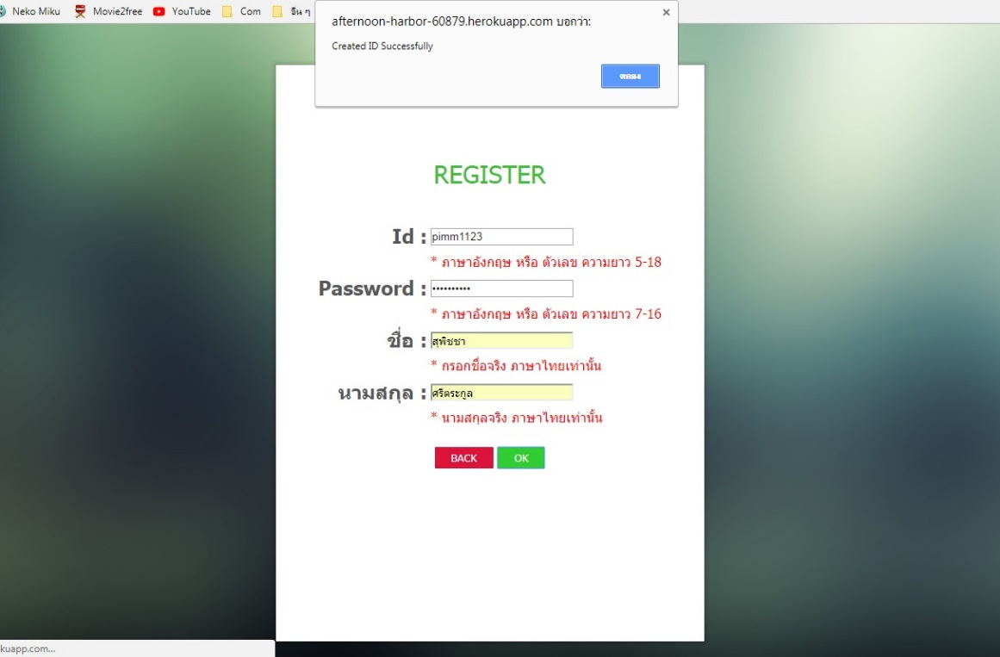 Neko Miku Movie2free YouTube Com อื่น ๆ
afternoon-harbor-60879.herokuapp.com บอกว่า:
Created ID Successfully
ตกลง
REGISTER
Id : pimm1123
* ภาษาอังกฤษ หรือ ตัวเลข ความยาว 5-18
Password : ••••••••••
* ภาษาอังกฤษ หรือ ตัวเลข ความยาว 7-16
ชื่อ : สุพิชชา
* กรอกชื่อจริง ภาษาไทยเท่านั้น
นามสกุล : ศรีตระกูล
* นามสกุลจริง ภาษาไทยเท่านั้น
BACK OK
kuapp.com...